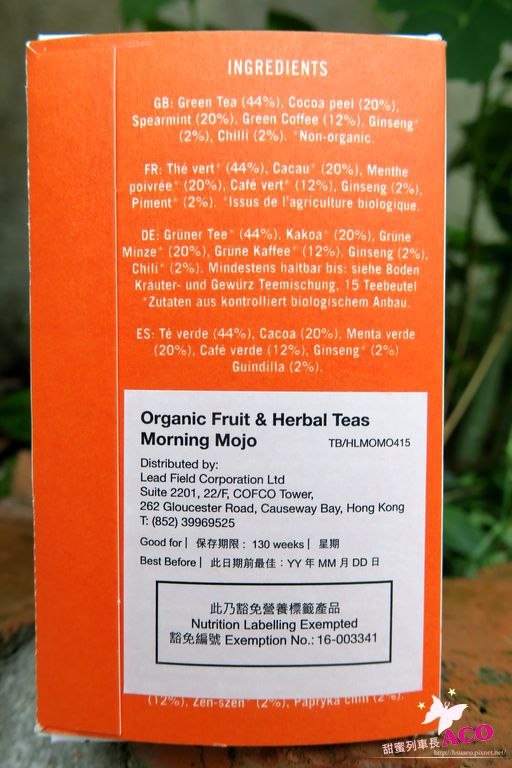 INGREDIENTS
GB: Green Tea (44%), Cocoa peel (20%),
Spearmint (20%), Green Coffee (12%), Ginseng*
(2%), Chilli (2%). *Non-organic.
FR: Thé vert* (44%), Cacau* (20%), Menthe
poivrée* (20%), Café vert* (12%), Ginseng (2%),
Piment* (2%). *Issus de l'agriculture biologique.
DE: Grüner Tee* (44%), Kakoa* (20%), Grüne
Minze* (20%), Grüne Kaffee* (12%), Ginseng (2%),
Chili* (2%). Mindestens haltbar bis: siehe Boden
Kräuter- und Gewürz Teemischung. 15 Teebeutel
*Zutaten aus kontrolliert biologischem Anbau.
ES: Té verde (44%), Cacoa (20%), Menta verde
(20%), Café verde (12%), Ginseng* (2%)
Guindilla (2%).
Organic Fruit & Herbal Teas
Morning Mojo TB/HLMOMO415
Distributed by:
Lead Field Corporation Ltd
Suite 2201, 22/F, COFCO Tower,
262 Gloucester Road, Causeway Bay, Hong Kong
T: (852) 39969525
Good for | 保存期限: 130 weeks | 星期
Best Before | 此日期前最佳：YY 年 MM 月 DD 日
此乃豁免營養標籤產品
Nutrition Labelling Exempted
豁免編號 Exemption No.: 16-003341
(12%), Zen-szen* (2%), Papryka chili (2%).
甜蜜列車長 ACO
http://hsuaco.pixnet.net/